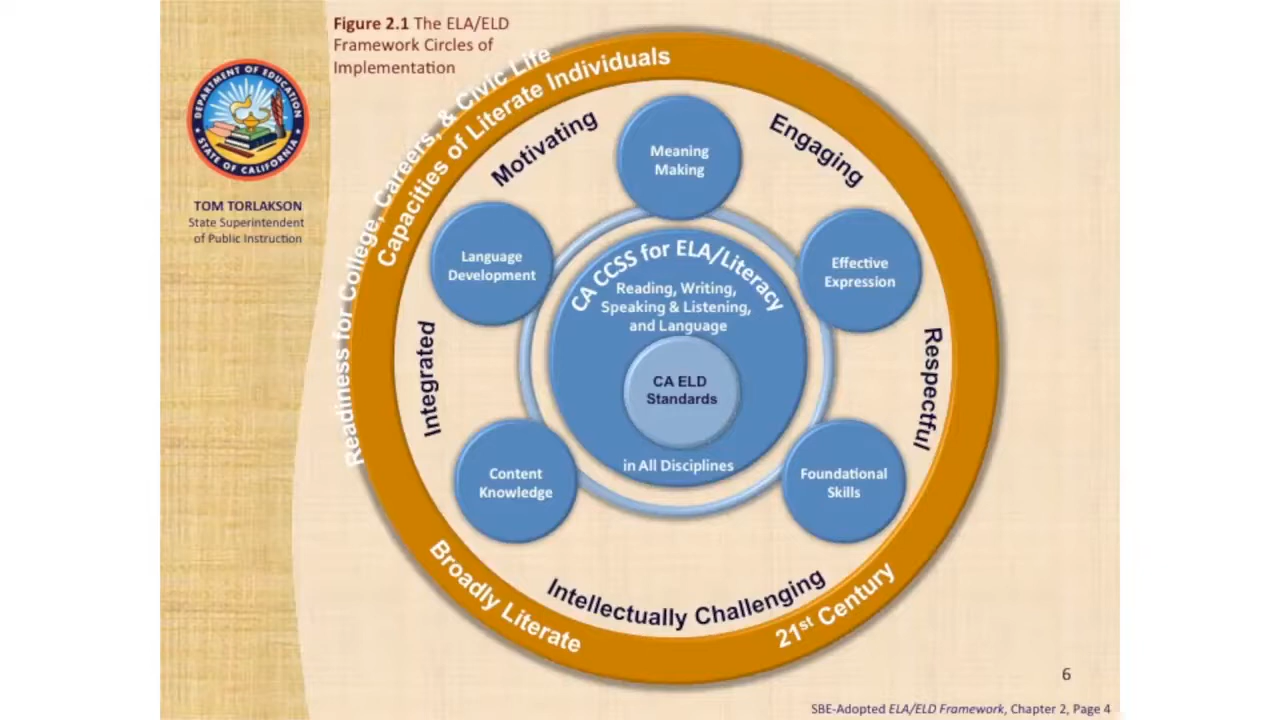 Figure 2.1 The ELA/ELD
Framework Circles of
Implementation
DEPARTMENT OF EDUCATION
STATE OF CALIFORNIA
TOM TORLAKSON
State Superintendent
of Public Instruction
Readiness for College, Careers, & Civic Life
Capacities of Literate Individuals
Motivating
Engaging
Meaning
Making
Language
Development
Effective
Expression
CA CCSS for ELA/Literacy
Reading, Writing,
Speaking & Listening,
and Language
CA ELD
Standards
in All Disciplines
Integrated
Respectful
Content
Knowledge
Foundational
Skills
Intellectually Challenging
Broadly Literate
21st Century
6
SBE-Adopted ELA/ELD Framework, Chapter 2, Page 4